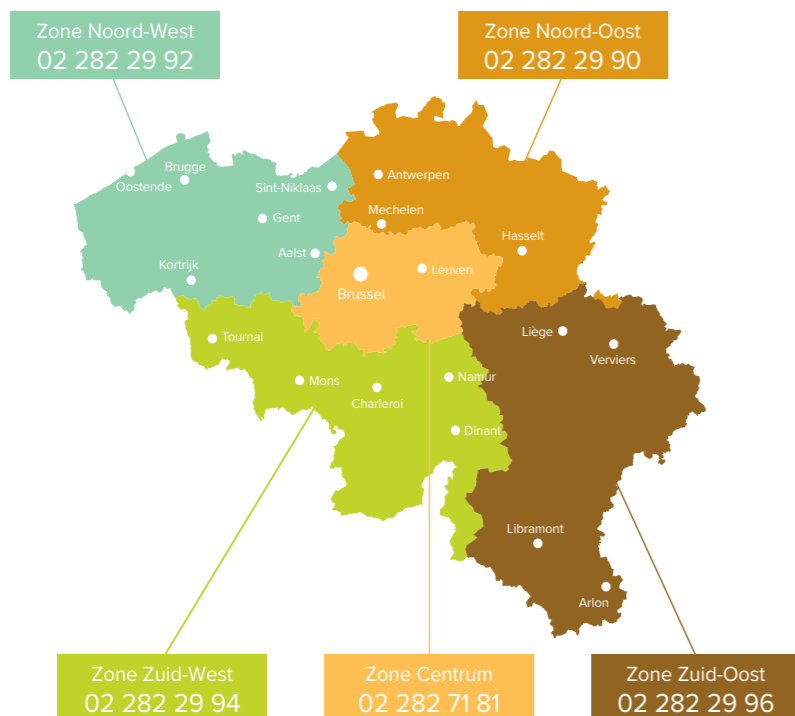 Zone Noord-West
02 282 29 92
Zone Noord-Oost
02 282 29 90
Brugge
Oostende
Sint-Niklaas
Antwerpen
Gent
Mechelen
Aalst
Hasselt
Kortrijk
Leuven
Brussel
Tournai
Liège
Verviers
Mons
Namur
Charleroi
Dinant
Libramont
Arlon
Zone Zuid-West
02 282 29 94
Zone Centrum
02 282 71 81
Zone Zuid-Oost
02 282 29 96